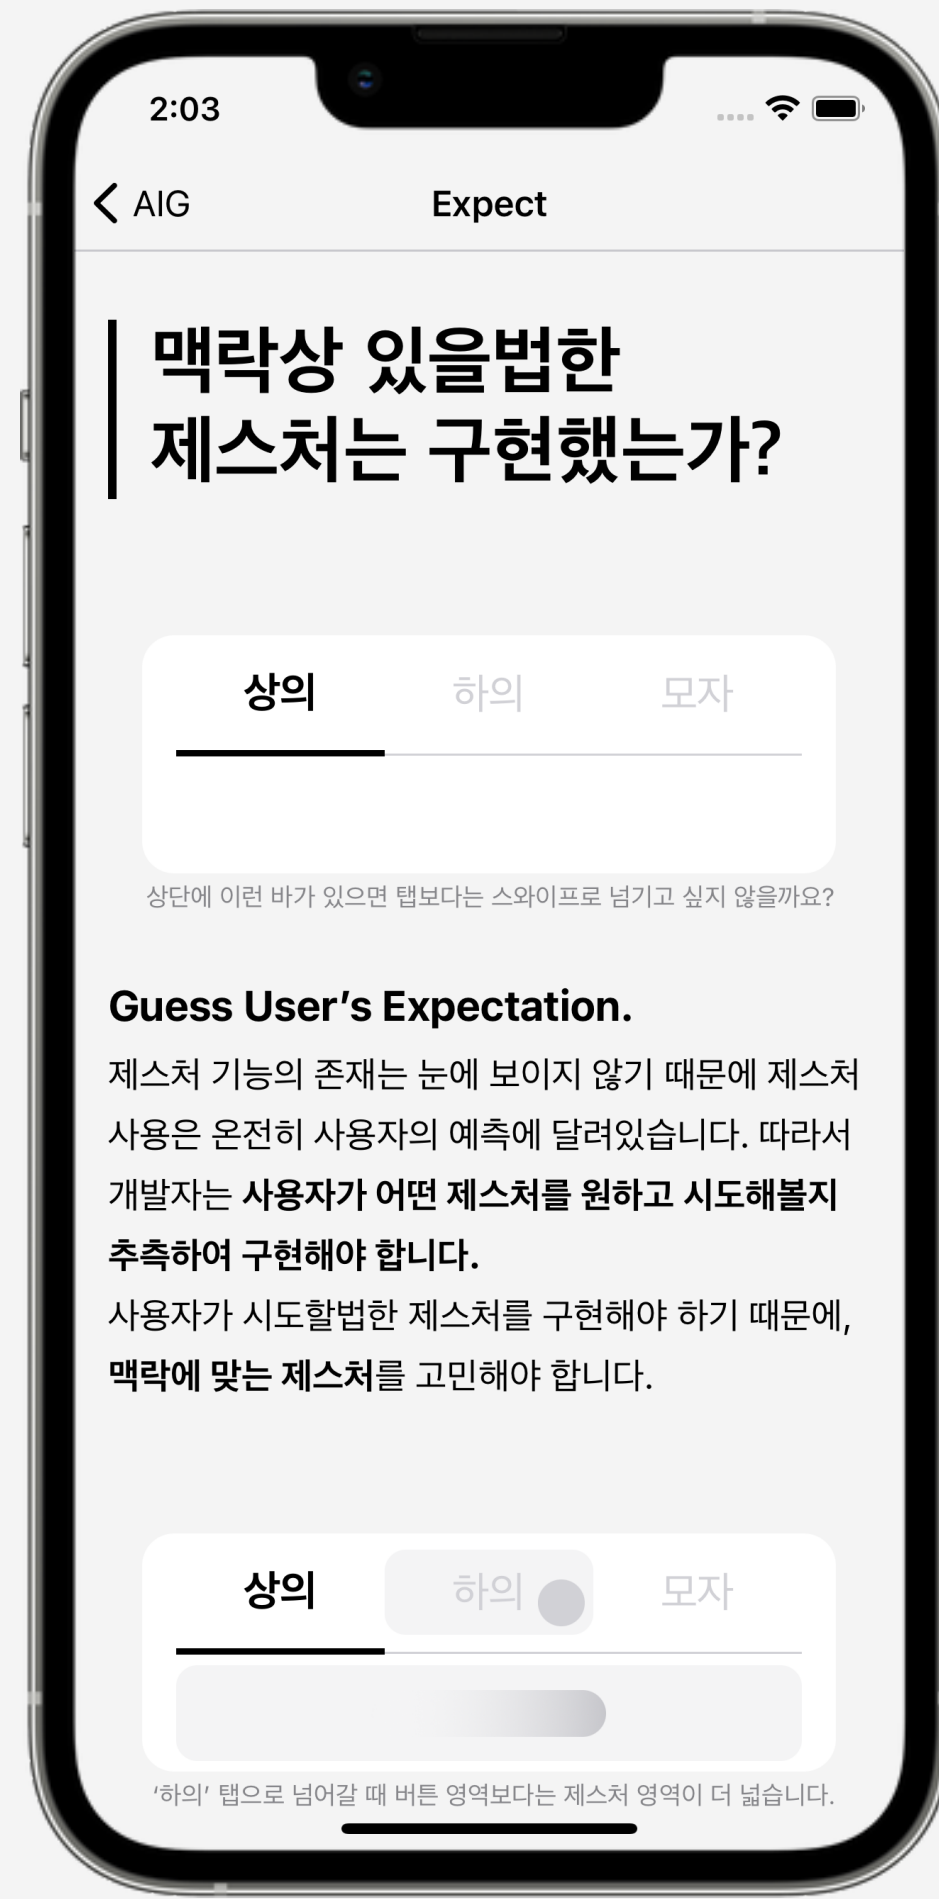 2:03
AIG
Expect
맥락상 있을법한
제스처는 구현했는가?
상의 하의 모자
상단에 이런 바가 있으면 탭보다는 스와이프로 넘기고 싶지 않을까요?
Guess User’s Expectation.
제스처 기능의 존재는 눈에 보이지 않기 때문에 제스처
사용은 온전히 사용자의 예측에 달려있습니다. 따라서
개발자는 사용자가 어떤 제스처를 원하고 시도해볼지
추측하여 구현해야 합니다.
사용자가 시도할법한 제스처를 구현해야 하기 때문에,
맥락에 맞는 제스처를 고민해야 합니다.
상의 하의 모자
‘하의’ 탭으로 넘어갈 때 버튼 영역보다는 제스처 영역이 더 넓습니다.